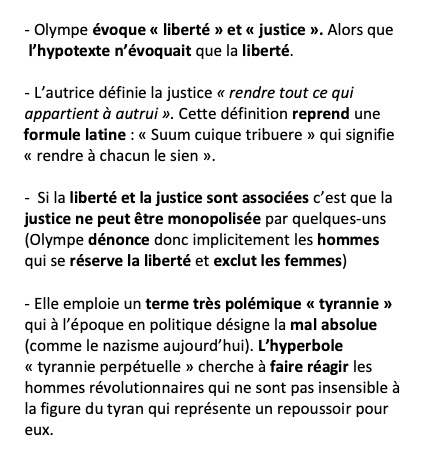 - Olympe évoque « liberté » et « justice ». Alors que
l’hypotexte n’évoquait que la liberté.
- L’autrice définie la justice « rendre tout ce qui
appartient à autrui ». Cette définition reprend une
formule latine : « Suum cuique tribuere » qui signifie
« rendre à chacun le sien ».
- Si la liberté et la justice sont associées c’est que la
justice ne peut être monopolisée par quelques-uns
(Olympe dénonce donc implicitement les hommes
qui se réserve la liberté et exclut les femmes)
- Elle emploie un terme très polémique « tyrannie »
qui à l’époque en politique désigne la mal absolue
(comme le nazisme aujourd’hui). L’hyperbole
« tyrannie perpétuelle » cherche à faire réagir les
hommes révolutionnaires qui ne sont pas insensible à
la figure du tyran qui représente un repoussoir pour
eux.